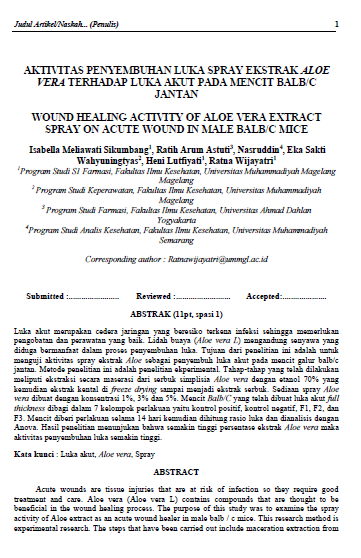 Judul Artikel/Naskah... (Penulis) 1
AKTIVITAS PENYEMBUHAN LUKA SPRAY EKSTRAK ALOE
VERA TERHADAP LUKA AKUT PADA MENCIT BALB/C
JANTAN
WOUND HEALING ACTIVITY OF ALOE VERA EXTRACT
SPRAY ON ACUTE WOUND IN MALE BALB/C MICE
Isabella Meliawati Sikumbang1, Ratih Arum Astuti3, Nasruddin4, Eka Sakti
Wahyuningtyas2, Heni Lutfiyati1, Ratna Wijayatri1
1Program Studi S1 Farmasi, Fakultas Ilmu Kesehatan, Universitas Muhammadiyah Magelang
Magelang
2 Program Studi Keperawatan, Fakultas Ilmu Kesehatan, Universitas Muhammadiyah
Magelang
3 Program Studi Farmasi, Fakultas Ilmu Kesehatan, Universitas Ahmad Dahlan
Yogyakarta
4Program Studi Analis Kesehatan, Fakultas Ilmu Kesehatan, Universitas Muhammadiyah
Semarang
Corresponding author : Ratnawijayatri@ummgl.ac.id
Submitted :....................... Reviewed :......................... Accepted:....................
ABSTRAK (11pt, spasi 1)
Luka akut merupakan cedera jaringan yang beresiko terkena infeksi sehingga memerlukan
pengobatan dan perawatan yang baik. Lidah buaya (Aloe vera L) mengandung senyawa yang
diduga bermanfaat dalam proses penyembuhan luka. Tujuan dari penelitian ini adalah untuk
menguji aktivitas spray ekstrak Aloe sebagai penyembuh luka akut pada mencit galur balb/c
jantan. Metode penelitian ini adalah penelitian ekperimental. Tahap-tahap yang telah dilakukan
meliputi ekstraksi secara maserasi dari serbuk simplisia Aloe vera dengan etanol 70% yang
kemudian ekstrak kental di freeze drying sampai menjadi ekstrak serbuk. Sediaan spray Aloe
vera dibuat dengan konsentrasi 1%, 3% dan 5%. Mencit Balb/C yang telah dibuat luka akut full
thickness dibagi dalam 7 kelompok perlakuan yaitu kontrol positif, kontrol negatif, F1, F2, dan
F3. Mencit diberi perlakuan selama 14 hari kemudian dihitung rasio luka dan dianalisis dengan
Anova. Hasil penelitian menunjukan bahwa semakin tinggi persentase ekstrak Aloe vera maka
aktivitas penyembuhan luka semakin tinggi.
Kata kunci : Luka akut, Aloe vera, Spray
ABSTRACT
Acute wounds are tissue injuries that are at risk of infection so they require good
treatment and care. Aloe vera (Aloe vera L) contains compounds that are thought to be
beneficial in the wound healing process. The purpose of this study was to examine the spray
activity of Aloe extract as an acute wound healer in male balb / c mice. This research method is
experimental research. The steps that have been carried out include maceration extraction from